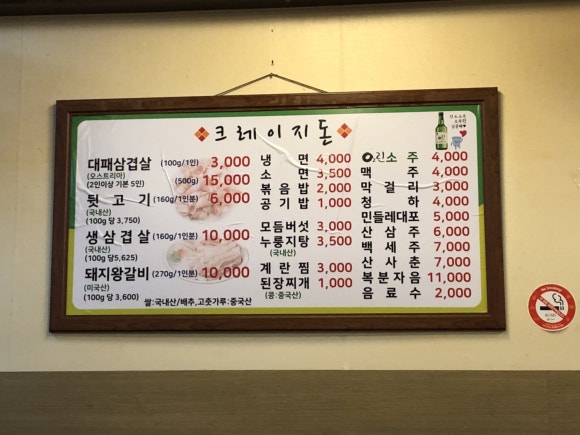 크레이지돈
대패삼겹살 (100g/1인) 3,000
(오스트리아)
(2인이상 기본 5인) (500g) 15,000
뒷고기 (160g/1인분) 6,000
(국내산)
(100g 당 3,750)
생삼겹살 (160g/1인분) 10,000
(국내산)
(100g 당5,625)
돼지왕갈비 (270g/1인분) 10,000
(미국산)
(100g 당 3,600)
냉면 4,000
소면 3,500
볶음밥 2,000
공기밥 1,000
모듬버섯 3,000
누룽지탕 3,500
(국내산)
계란찜 3,000
된장찌개 1,000
(콩:중국산)
소주 4,000
맥주 4,000
막걸리 3,000
청하 4,000
민들레대포 5,000
산삼주 6,000
백세주 7,000
산사춘 7,000
복분자음 11,000
음료수 2,000
쌀:국내산/배추,고춧가루:중국산